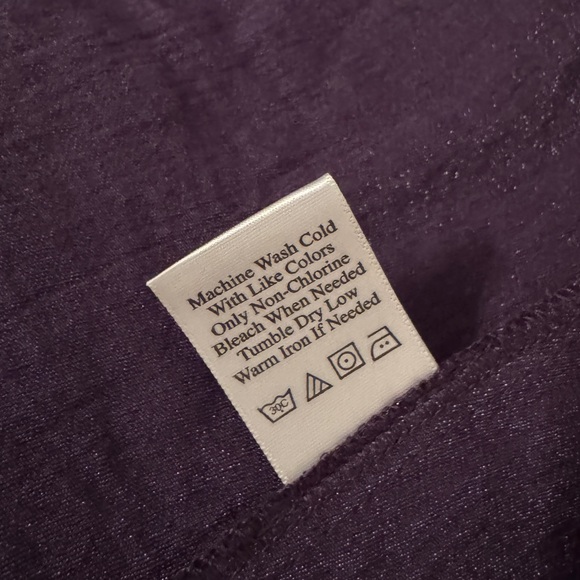 Machine Wash Cold
With Like Colors
Only Non-Chlorine
Bleach When Needed
Tumble Dry Low
Warm Iron If Needed
30C